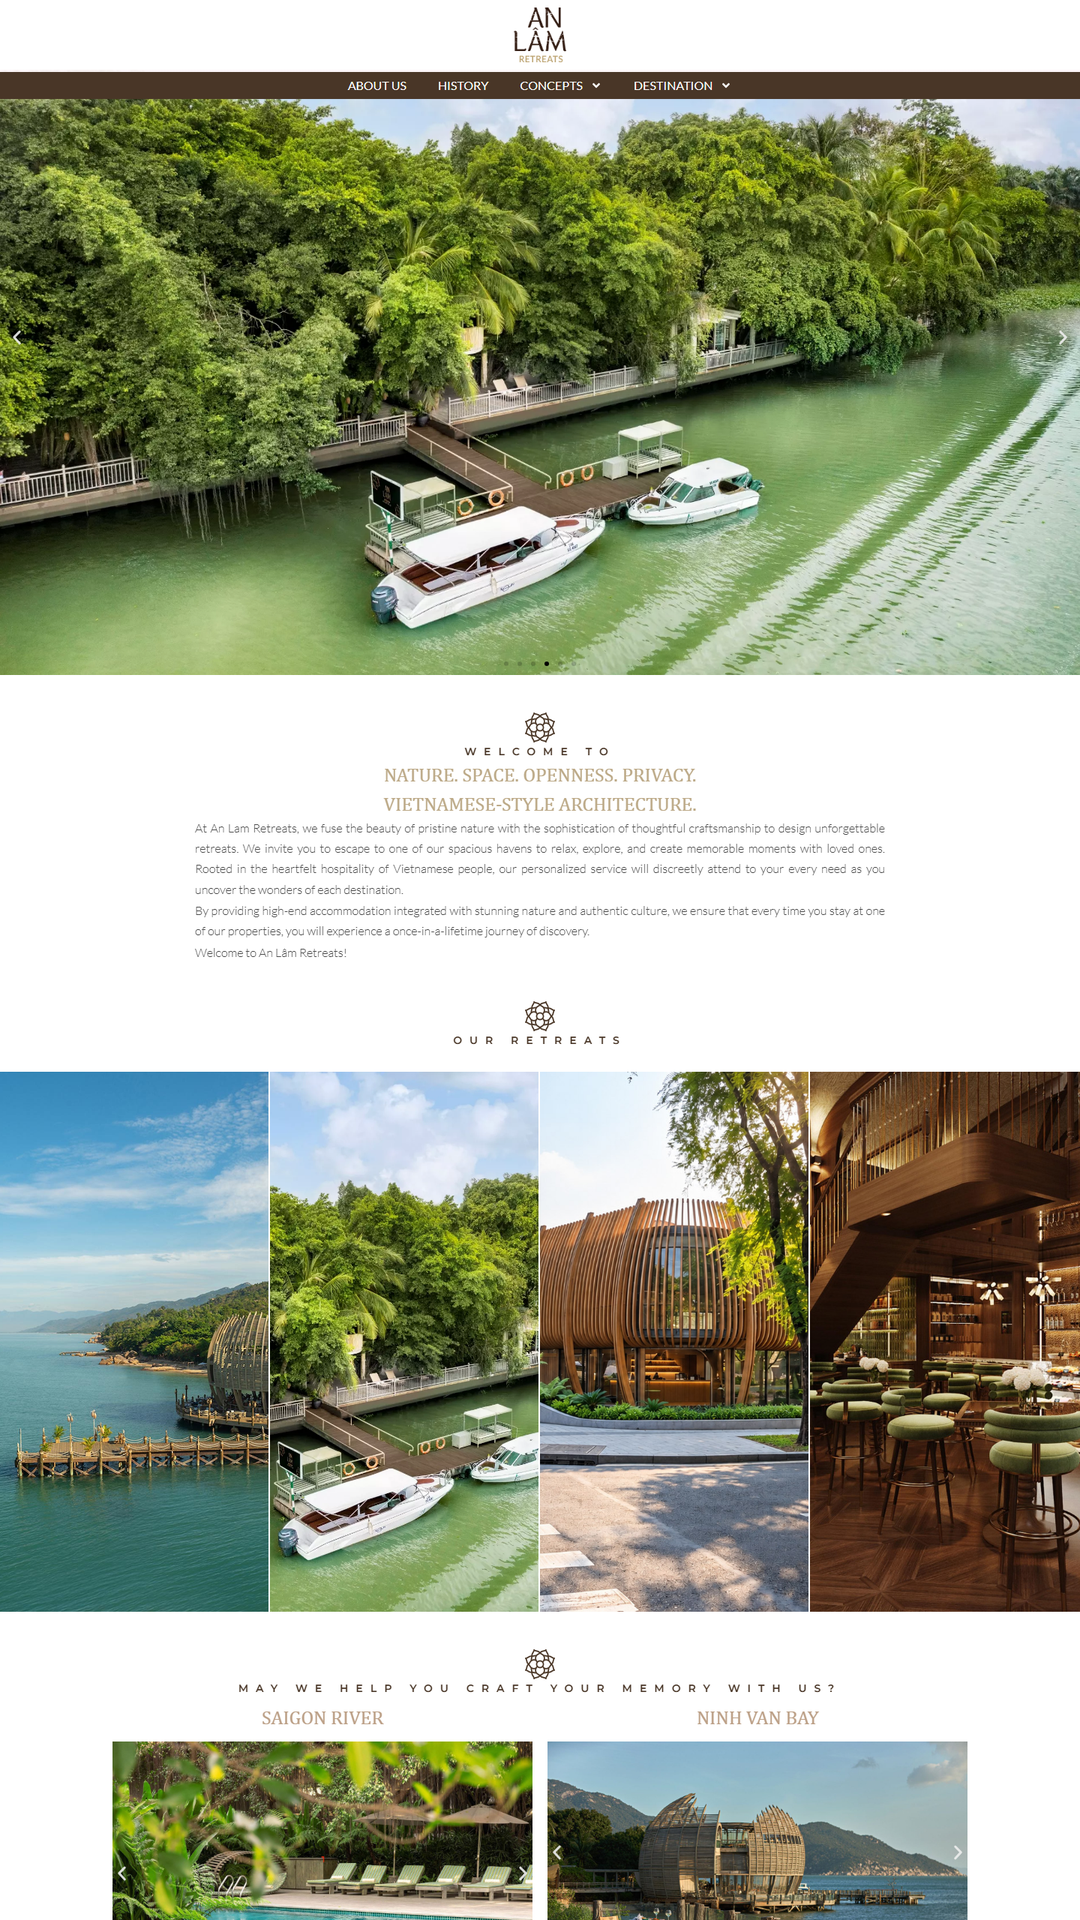 AN
LÂM
RETREATS
ABOUT US HISTORY CONCEPTS DESTINATION
AN
LÂM
WELCOME TO
NATURE. SPACE. OPENNESS. PRIVACY.
VIETNAMESE-STYLE ARCHITECTURE.
At An Lam Retreats, we fuse the beauty of pristine nature with the sophistication of thoughtful craftsmanship to design unforgettable
retreats. We invite you to escape to one of our spacious havens to relax, explore, and create memorable moments with loved ones.
Rooted in the heartfelt hospitality of Vietnamese people, our personalized service will discreetly attend to your every need as you
uncover the wonders of each destination.
By providing high-end accommodation integrated with stunning nature and authentic culture, we ensure that every time you stay at one
of our properties, you will experience a once-in-a-lifetime journey of discovery.
Welcome to An Lâm Retreats!
OUR RETREATS
MAY WE HELP YOU CRAFT YOUR MEMORY WITH US?
SAIGON RIVER
NINH VAN BAY